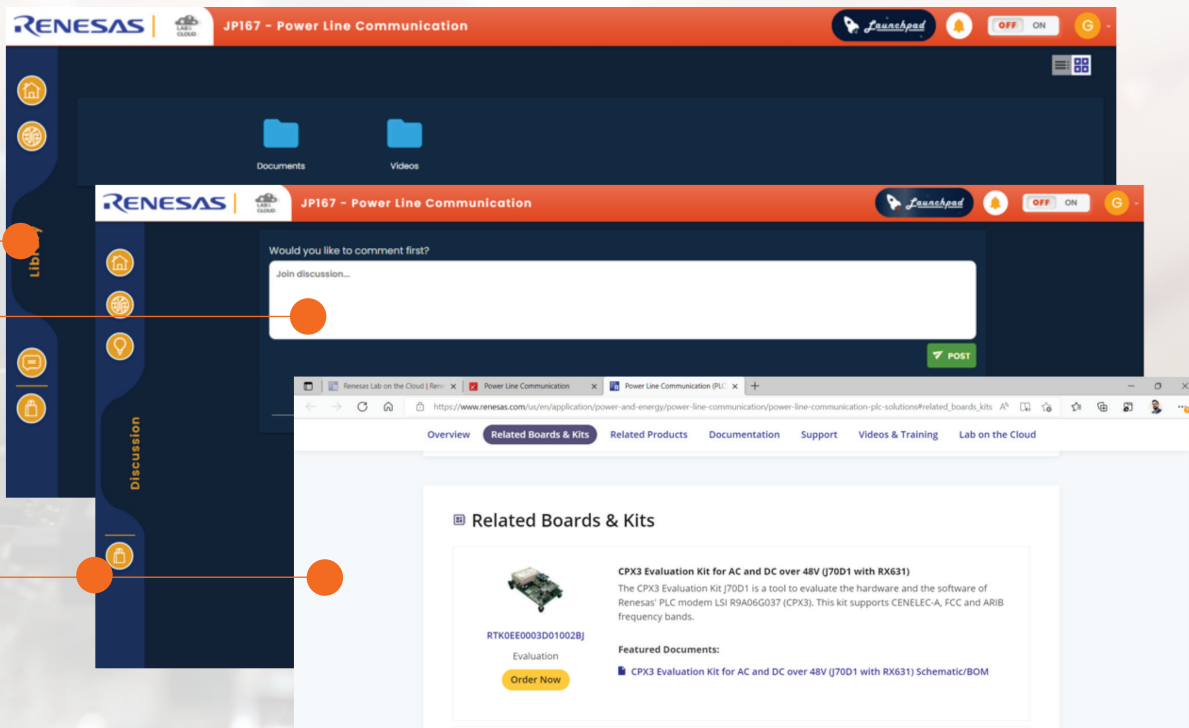 RENESAS
LAB ON THE CLOUD
JP167 - Power Line Communication
Launchpad
OFF ON
G
Documents
Videos
Library
RENESAS
LAB ON THE CLOUD
JP167 - Power Line Communication
Launchpad
OFF ON
G
Would you like to comment first?
Join discussion...
POST
Discussion
Renesas Lab on the Cloud | Rene
Power Line Communication
Power Line Communication (PLC
https://www.renesas.com/us/en/application/power-and-energy/power-line-communication/power-line-communication-plc-solutions#related_boards_kits
Overview Related Boards & Kits Related Products Documentation Support Videos & Training Lab on the Cloud
Related Boards & Kits
CPX3 Evaluation Kit for AC and DC over 48V (J70D1 with RX631)
The CPX3 Evaluation Kit J70D1 is a tool to evaluate the hardware and the software of
Renesas' PLC modem LSI R9A06G037 (CPX3). This kit supports CENELEC-A, FCC and ARIB
frequency bands.
RTK0EE0003D01002BJ
Evaluation
Order Now
Featured Documents:
CPX3 Evaluation Kit for AC and DC over 48V (J70D1 with RX631) Schematic/BOM